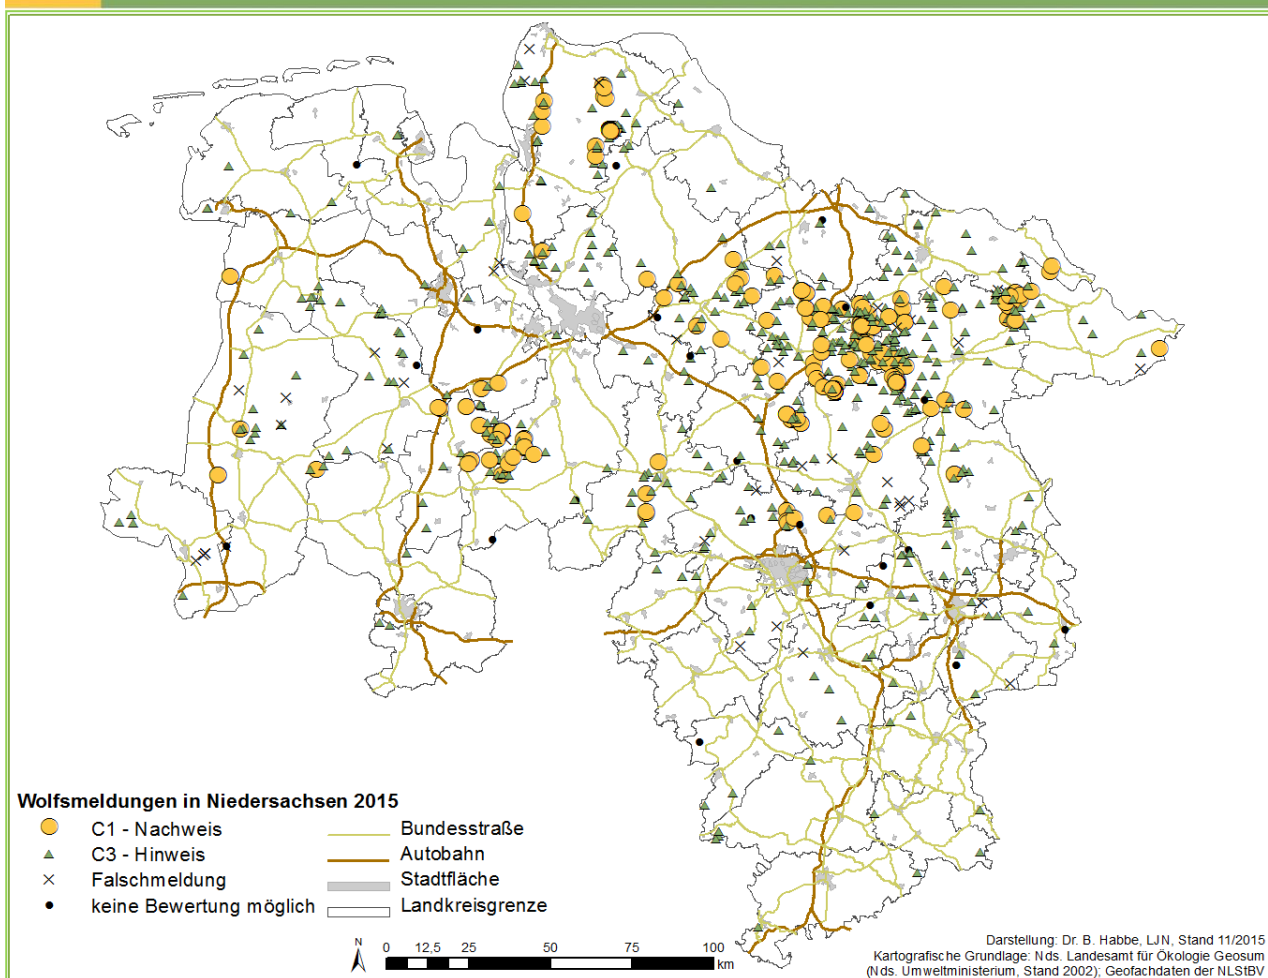 Wolfsmeldungen in Niedersachsen 2015
C1 - Nachweis
C3 - Hinweis
Falschmeldung
keine Bewertung möglich
Bundesstraße
Autobahn
Stadtfläche
Landkreisgrenze
N
0 12,5 25 50 75 100
km
Darstellung: Dr. B. Habbe, LJN, Stand 11/2015
Kartografische Grundlage: Nds. Landesamt für Ökologie Geosum
(Nds. Umweltministerium, Stand 2002); Geofachdaten der NLStBV